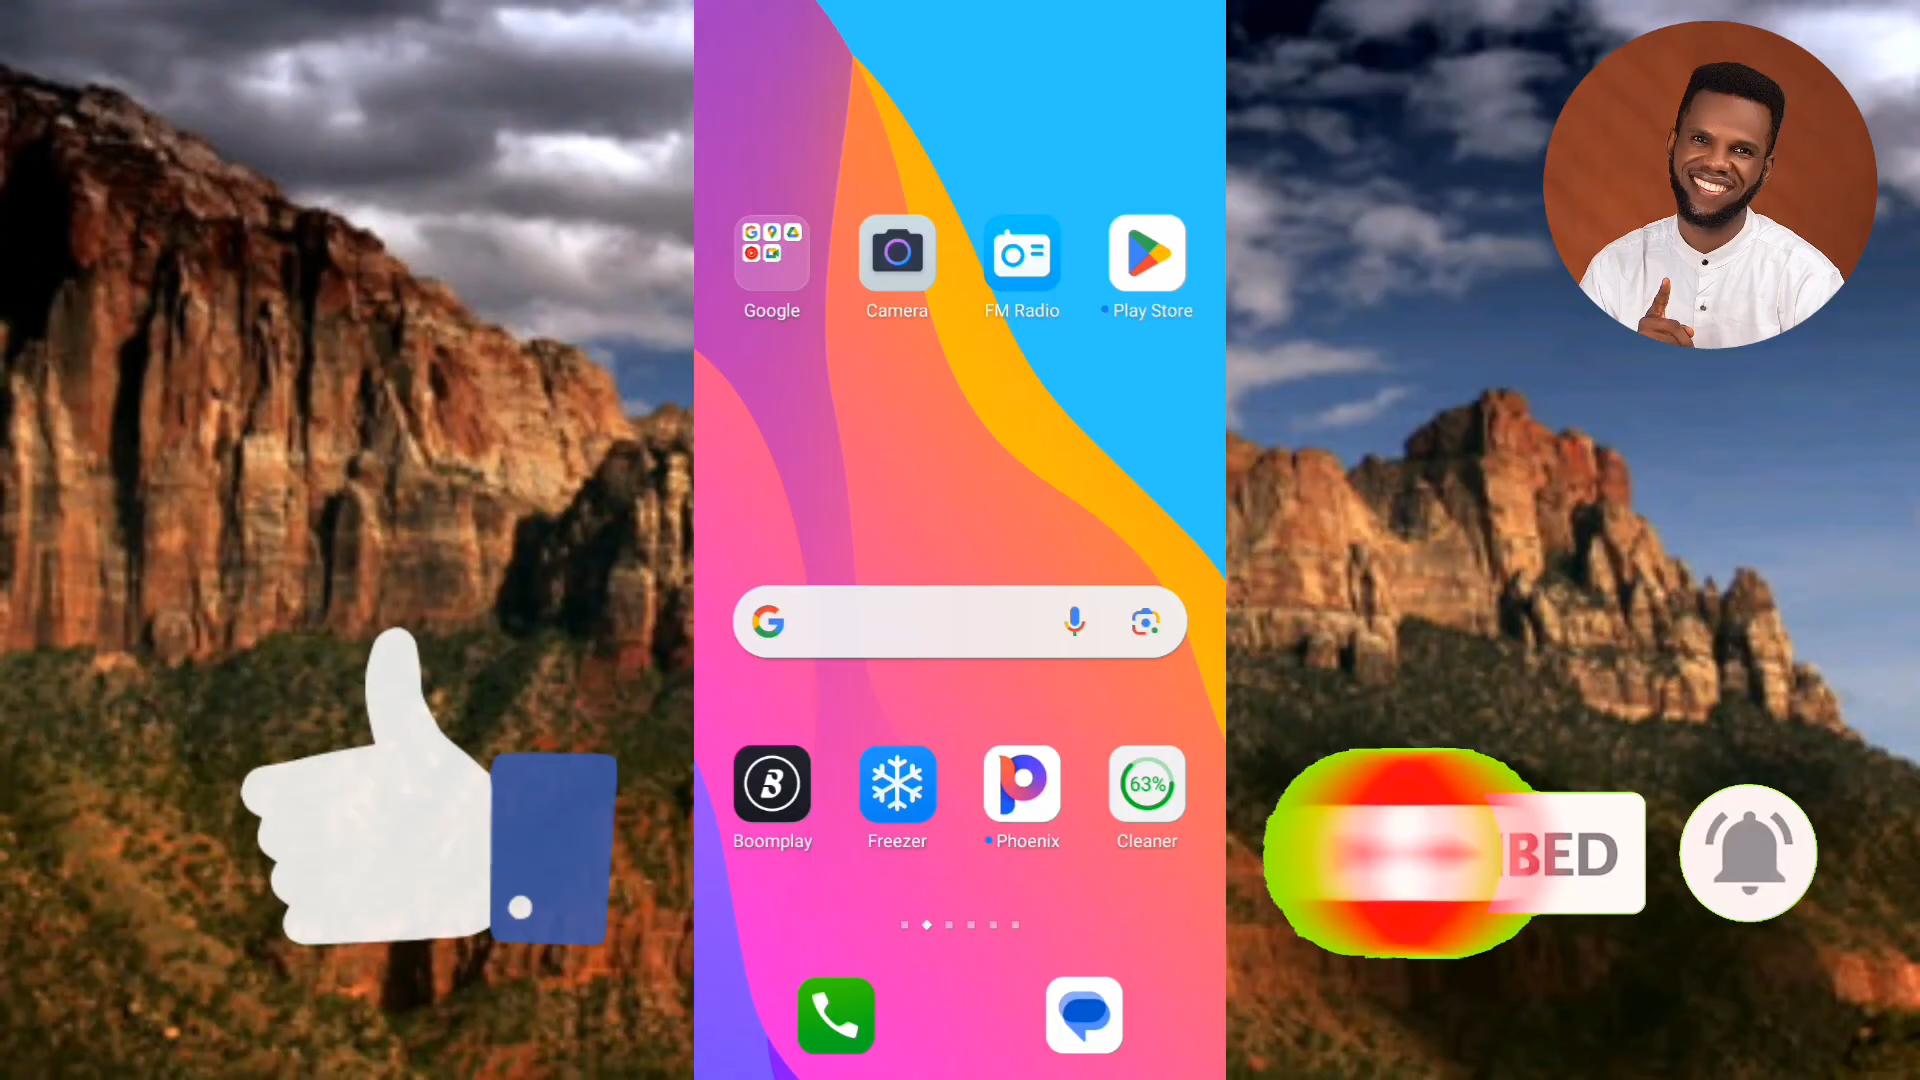 Google
Camera
FM Radio
Play Store
Boomplay
Freezer
Phoenix
63%
Cleaner
BED